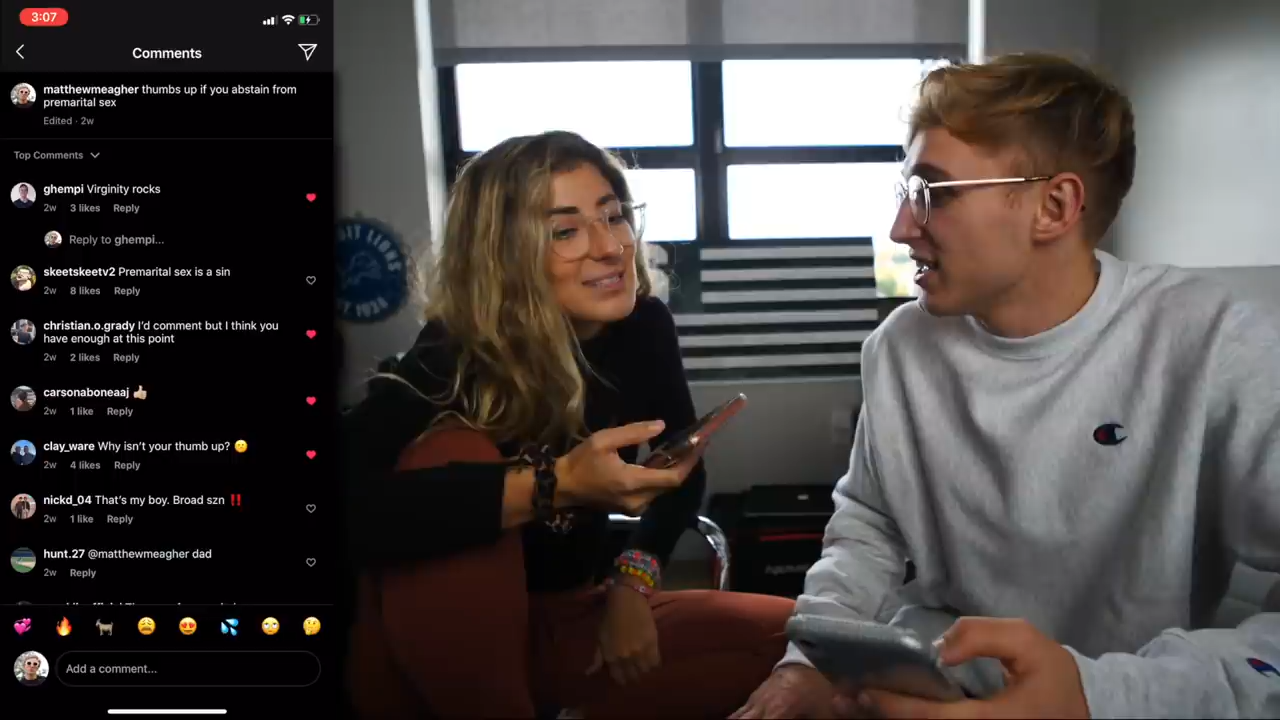 3:07
Comments
matthewmeagher thumbs up if you abstain from
premarital sex
Edited · 2w
Top Comments
ghempi Virginity rocks
2w 3 likes Reply
Reply to ghempi...
skeetskeetv2 Premarital sex is a sin
2w 8 likes Reply
christian.o.grady I'd comment but I think you
have enough at this point
2w 2 likes Reply
carsonaboneaaj 👍🏼
2w 1 like Reply
clay_ware Why isn't your thumb up? 🤨
2w 4 likes Reply
nickd_04 That's my boy. Broad szn ‼️
2w 1 like Reply
hunt.27 @matthewmeagher dad
2w Reply
Add a comment...
LIONS